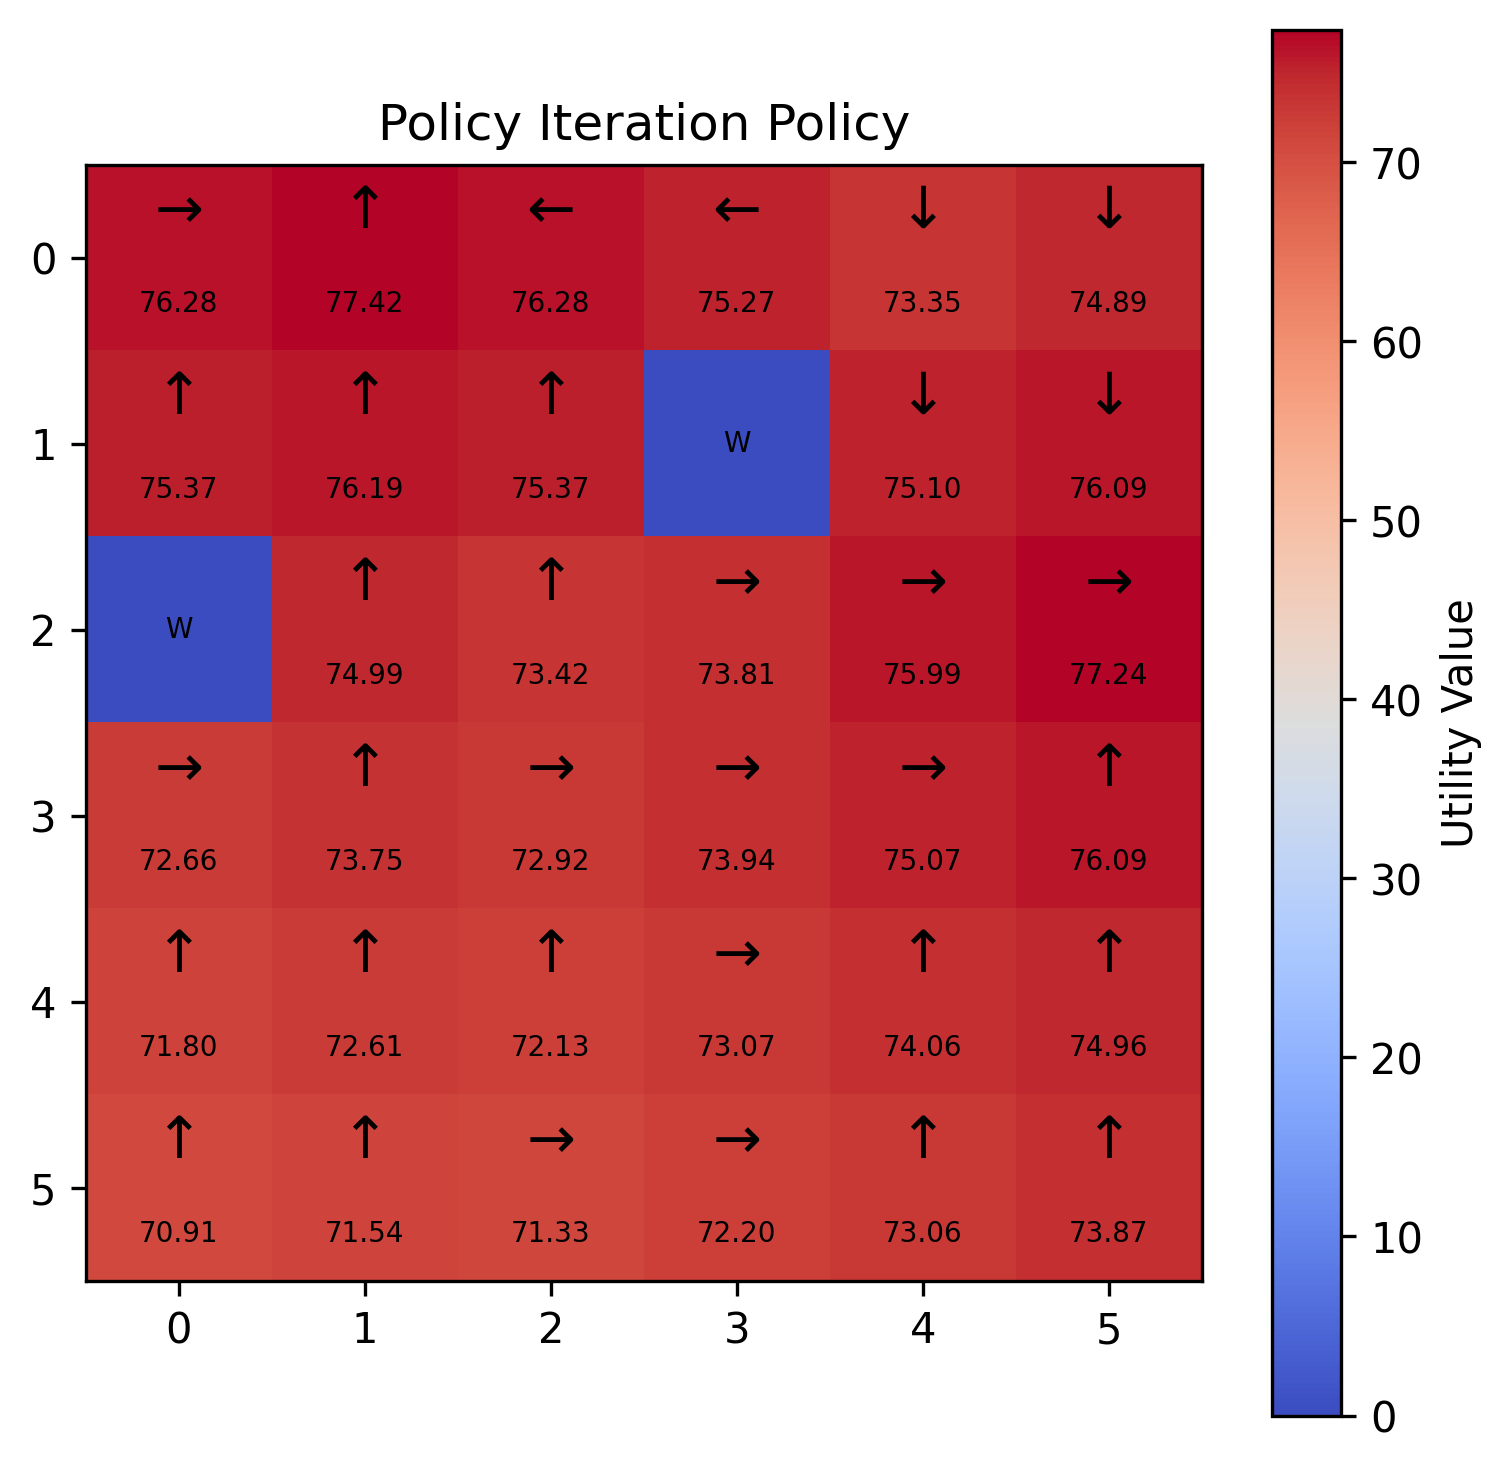 Policy Iteration Policy
0 → ↑ ← ← ↓ ↓
76.28 77.42 76.28 75.27 73.35 74.89
1 ↑ ↑ ↑ W ↓ ↓
75.37 76.19 75.37 75.10 76.09
2 W ↑ ↑ → → →
74.99 73.42 73.81 75.99 77.24
3 → ↑ → → → ↑
72.66 73.75 72.92 73.94 75.07 76.09
4 ↑ ↑ ↑ → ↑ ↑
71.80 72.61 72.13 73.07 74.06 74.96
5 ↑ ↑ → → ↑ ↑
70.91 71.54 71.33 72.20 73.06 73.87
0 1 2 3 4 5
70
60
50
40
30
20
10
0
Utility Value